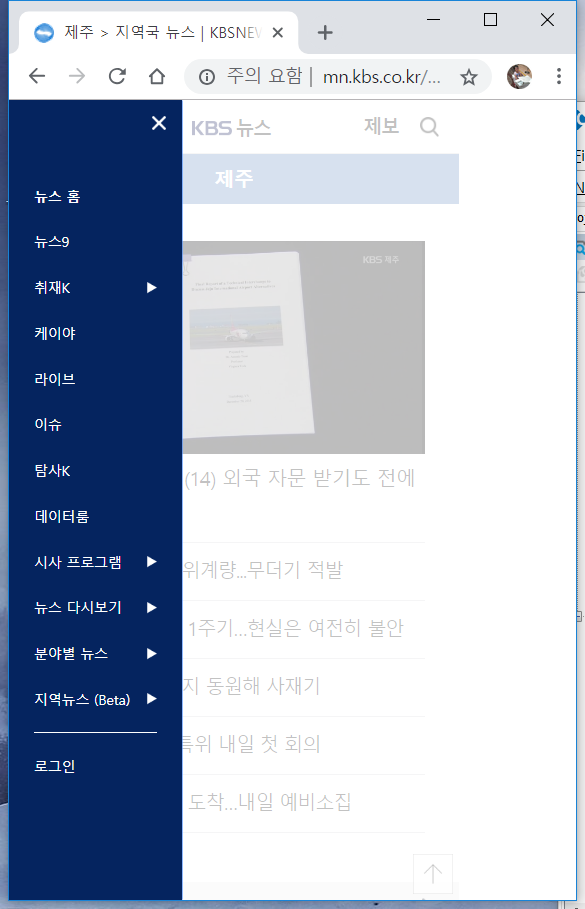 제주 > 지역국 뉴스 | KBSNEW
주의 요함 | mn.kbs.co.kr/...
KBS 뉴스
제보
제주
뉴스 홈
뉴스9
취재K
케이야
라이브
이슈
탐사K
데이터룸
시사 프로그램
뉴스 다시보기
분야별 뉴스
지역뉴스 (Beta)
로그인
KBS 제주
(14) 외국 자문 받기도 전에
위계량...무더기 적발
1주기...현실은 여전히 불안
지 동원해 사재기
특위 내일 첫 회의
도착...내일 예비소집